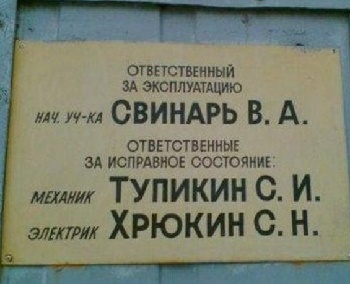 ОТВЕТСТВЕННЫЙ
ЗА ЭКСПЛУАТАЦИЮ
НАЧ. УЧ-КА СВИНАРЬ В. А.
ОТВЕТСТВЕННЫЕ
ЗА ИСПРАВНОЕ СОСТОЯНИЕ:
МЕХАНИК ТУПИКИН С. И.
ЭЛЕКТРИК ХРЮКИН С. Н.